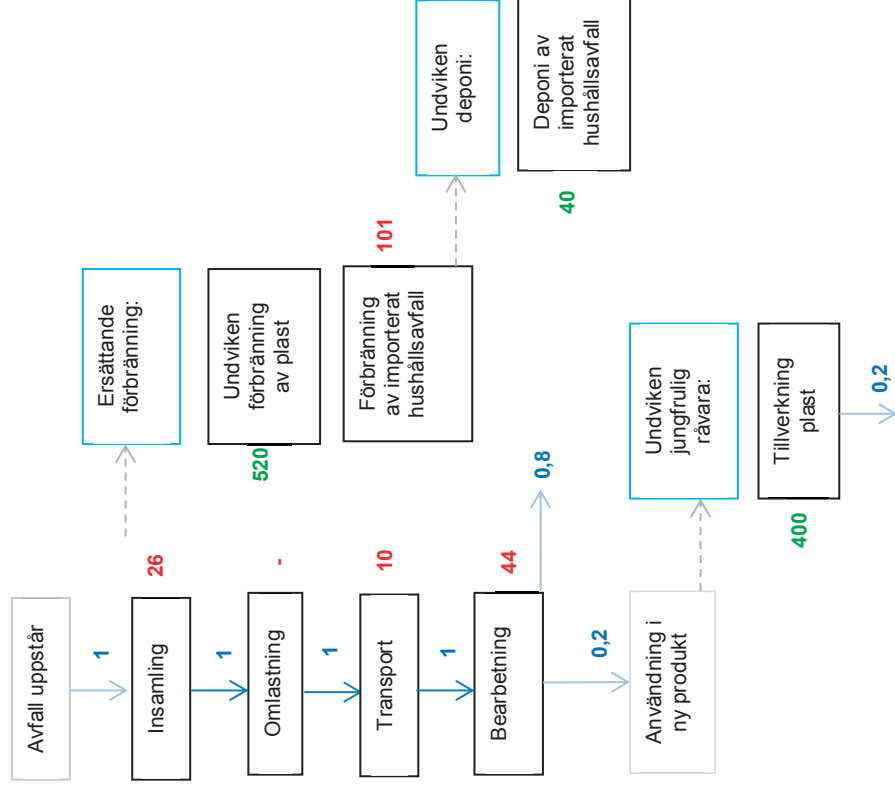 Avfall uppstår
1
Insamling
26
1
Omlastning
-
1
Transport
10
1
Bearbetning
44
0,8
0,2
Användning i
ny produkt
Ersättande
förbränning:
Undviken
förbränning
av plast
520
Förbränning
av importerat
hushållsavfall
101
Undviken
deponi:
Deponi av
importerat
hushållsavfall
40
Undviken
jungfrulig
råvara:
Tillverkning
plast
400
0,2